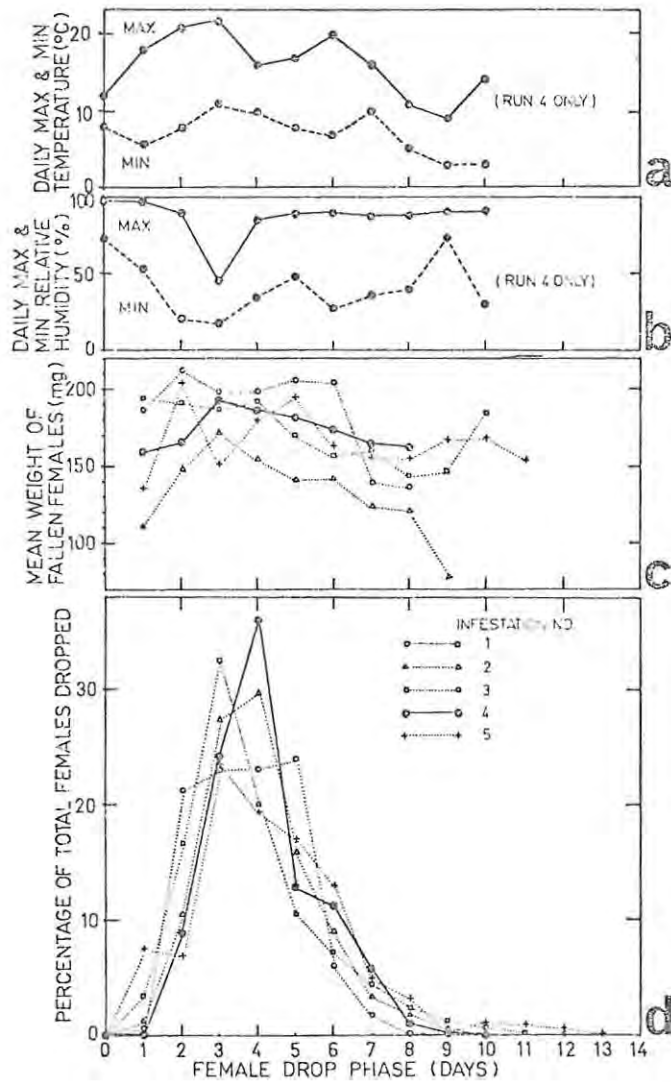 DAILY MAX & MIN TEMPERATURE (°C)
20
10
0
MAX
MIN
(RUN 4 ONLY)
a
DAILY MAX & MIN RELATIVE HUMIDITY (%)
100
50
0
MAX
MIN
(RUN 4 ONLY)
b
MEAN WEIGHT OF FALLEN FEMALES (mg)
200
150
100
c
PERCENTAGE OF TOTAL FEMALES DROPPED
30
20
10
0
INFESTATION NO.
1
2
3
4
5
d
0 1 2 3 4 5 6 7 8 9 10 11 12 13 14
FEMALE DROP PHASE (DAYS)